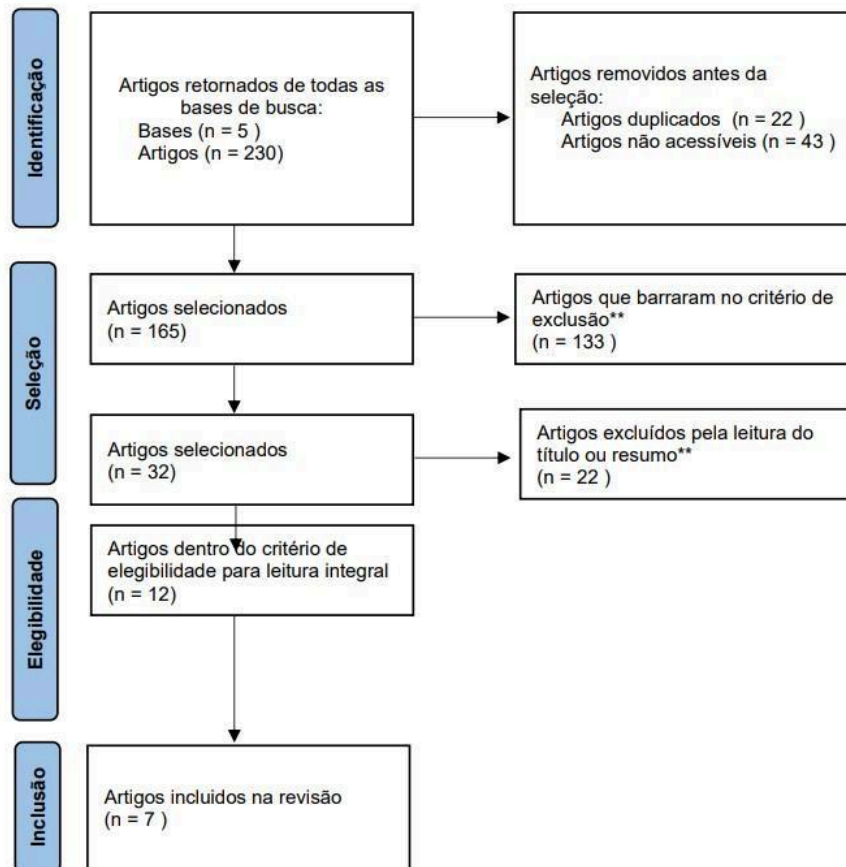 Identificação
Artigos retornados de todas as
bases de busca:
Bases (n = 5 )
Artigos (n = 230)
Artigos removidos antes da
seleção:
Artigos duplicados (n = 22 )
Artigos não acessíveis (n = 43 )
Seleção
Artigos selecionados
(n = 165)
Artigos que barraram no critério de
exclusão**
(n = 133 )
Artigos selecionados
(n = 32)
Artigos excluídos pela leitura do
título ou resumo**
(n = 22 )
Elegibilidade
Artigos dentro do critério de
elegibilidade para leitura integral
(n = 12)
Inclusão
Artigos incluidos na revisão
(n = 7 )